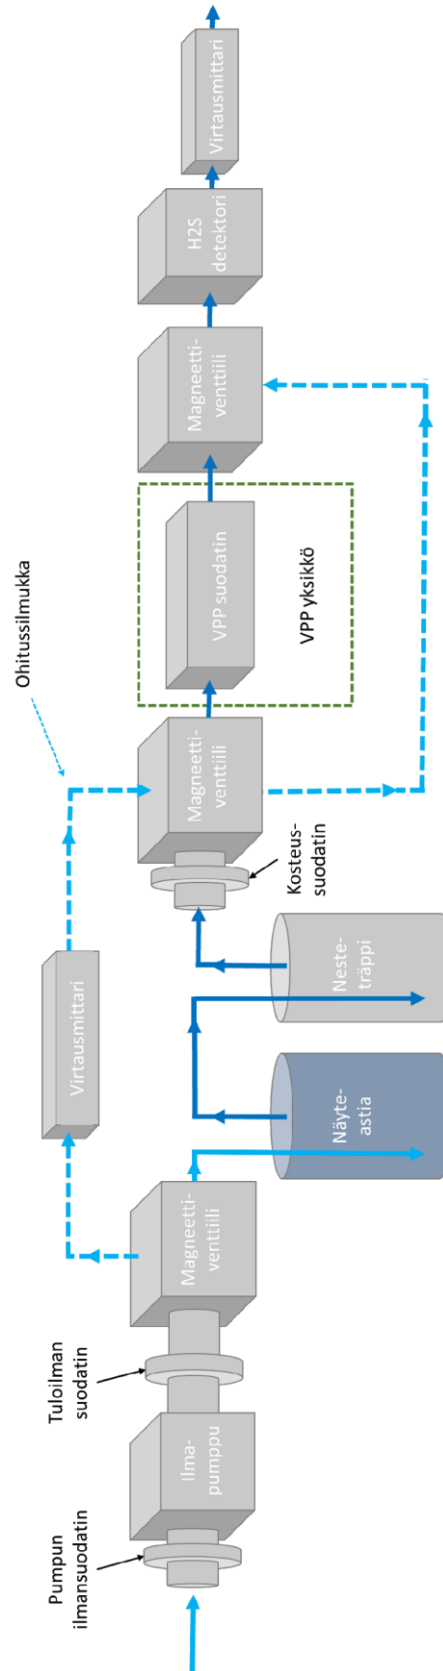 Pumpun
ilmansuodatin
Ilma-
pumppu
Tuloilman
suodatin
Magneetti-
venttiili
Virtausmittari
Näyte-
astia
Neste-
träppi
Ohitussilmukka
Kosteus-
suodatin
Magneetti-
venttiili
VPP suodatin
VPP yksikkö
Magneetti-
venttiili
H2S
detektori
Virtausmittari